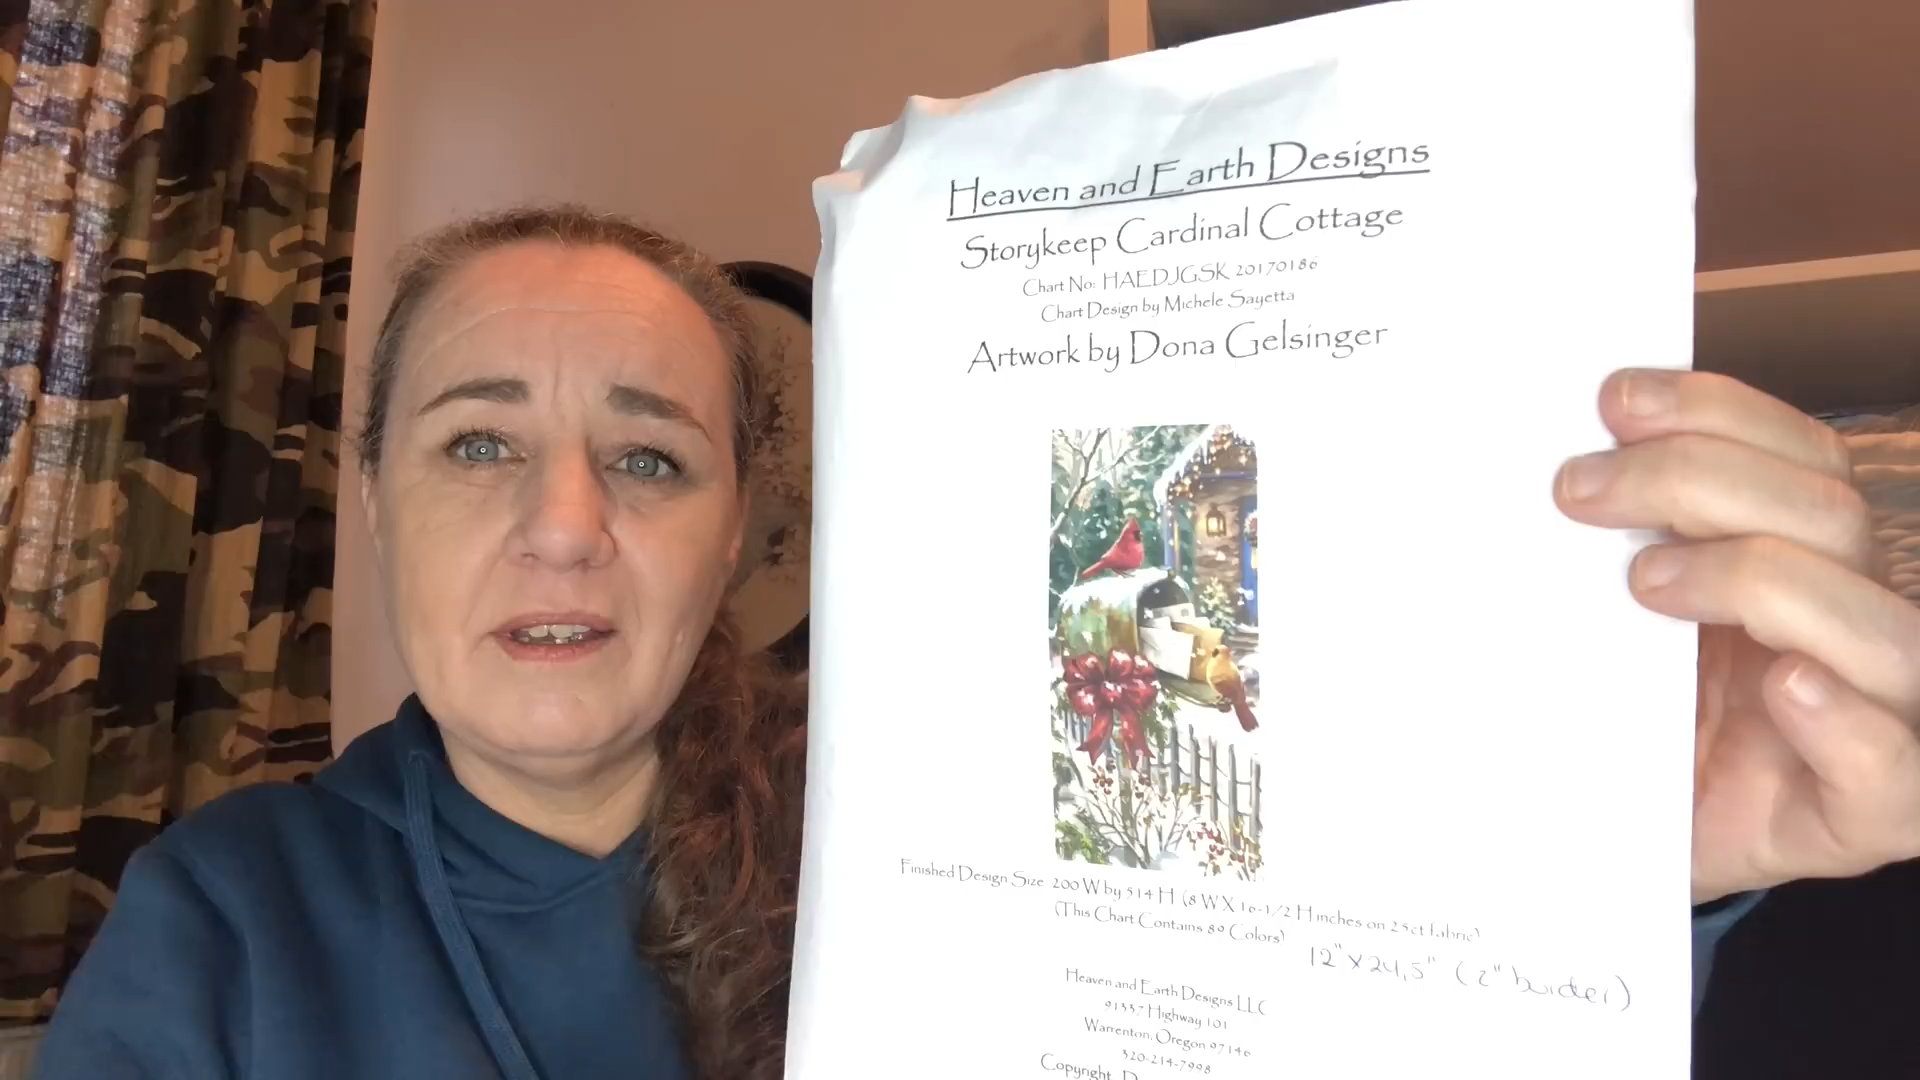 Heaven and Earth Designs
Storykeep Cardinal Cottage
Chart No: HAEDJGSK 20170186
Chart Design by Michele Sayetta
Artwork by Dona Gelsinger
Finished Design Size 200 W by 514 H (8 W X 16-1/2 H inches on 25ct fabric)
(This Chart Contains 89 Colors)
12" x 24,5" (2" border)
Heaven and Earth Designs LLC
91337 Highway 101
Warrenton, Oregon 97146
320-214-7998
Copyright